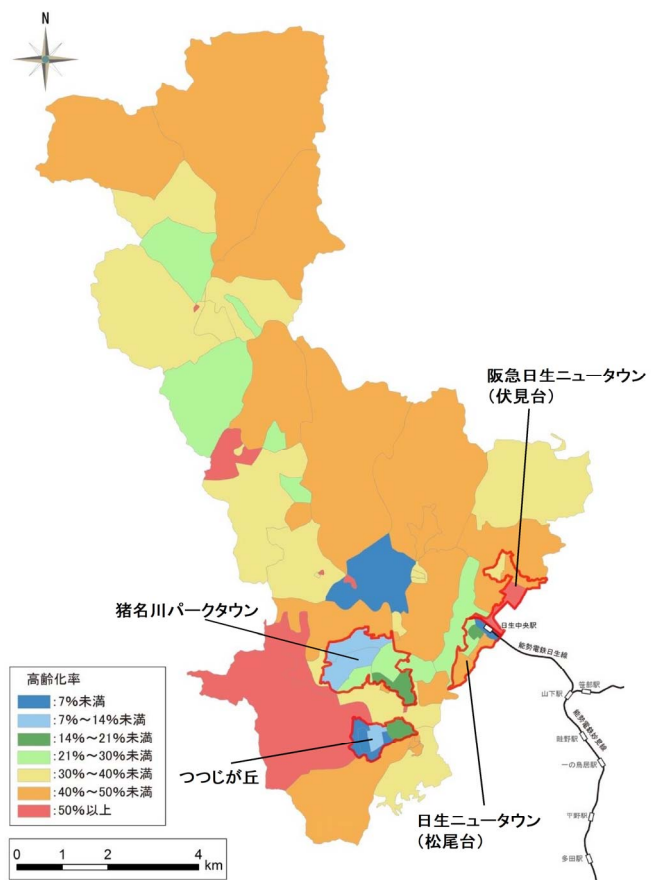 N
阪急日生ニュータウン
（伏見台）
猪名川パークタウン
日生中央駅
能勢電鉄日生線
笹部駅
山下駅
能勢電鉄妙見線
畦野駅
一の鳥居駅
平野駅
多田駅
つつじが丘
日生ニュータウン
（松尾台）
高齢化率
:7%未満
:7%～14%未満
:14%～21%未満
:21%～30%未満
:30%～40%未満
:40%～50%未満
:50%以上
0 1 2 4
km